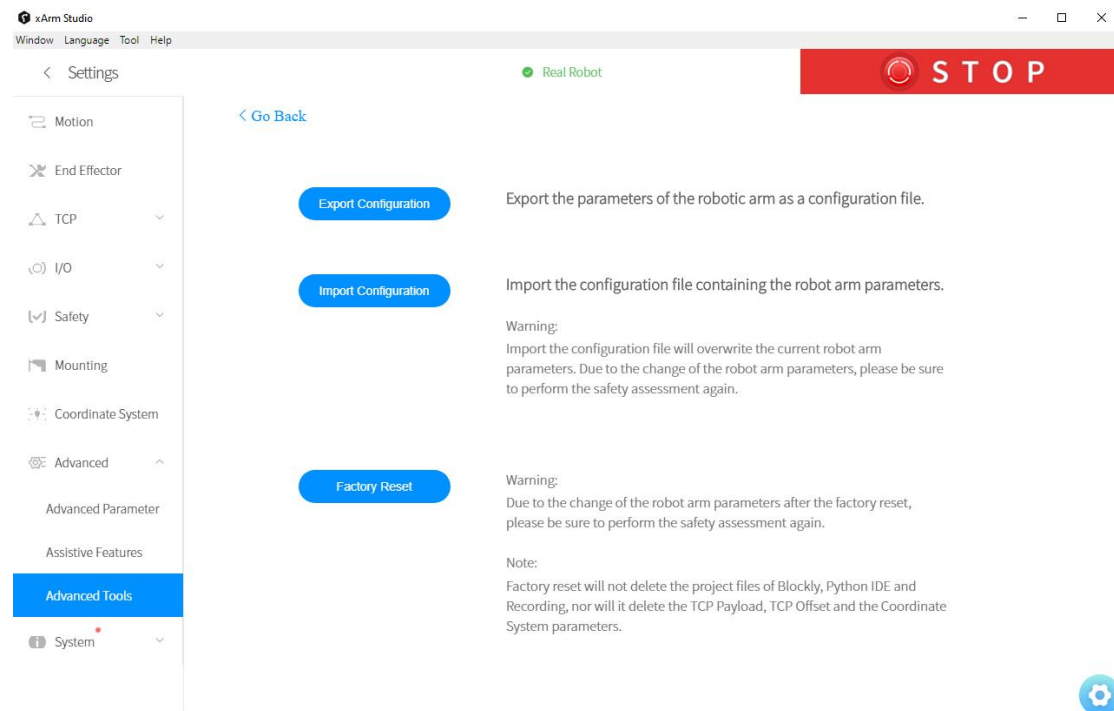 xArm Studio
Window Language Tool Help
Settings
Real Robot
STOP
Motion
End Effector
TCP
I/O
Safety
Mounting
Coordinate System
Advanced
Advanced Parameter
Assistive Features
Advanced Tools
System
< Go Back
Export Configuration
Export the parameters of the robotic arm as a configuration file.
Import Configuration
Import the configuration file containing the robot arm parameters.
Warning:
Import the configuration file will overwrite the current robot arm
parameters. Due to the change of the robot arm parameters, please be sure
to perform the safety assessment again.
Factory Reset
Warning:
Due to the change of the robot arm parameters after the factory reset,
please be sure to perform the safety assessment again.
Note:
Factory reset will not delete the project files of Blockly, Python IDE and
Recording, nor will it delete the TCP Payload, TCP Offset and the Coordinate
System parameters.